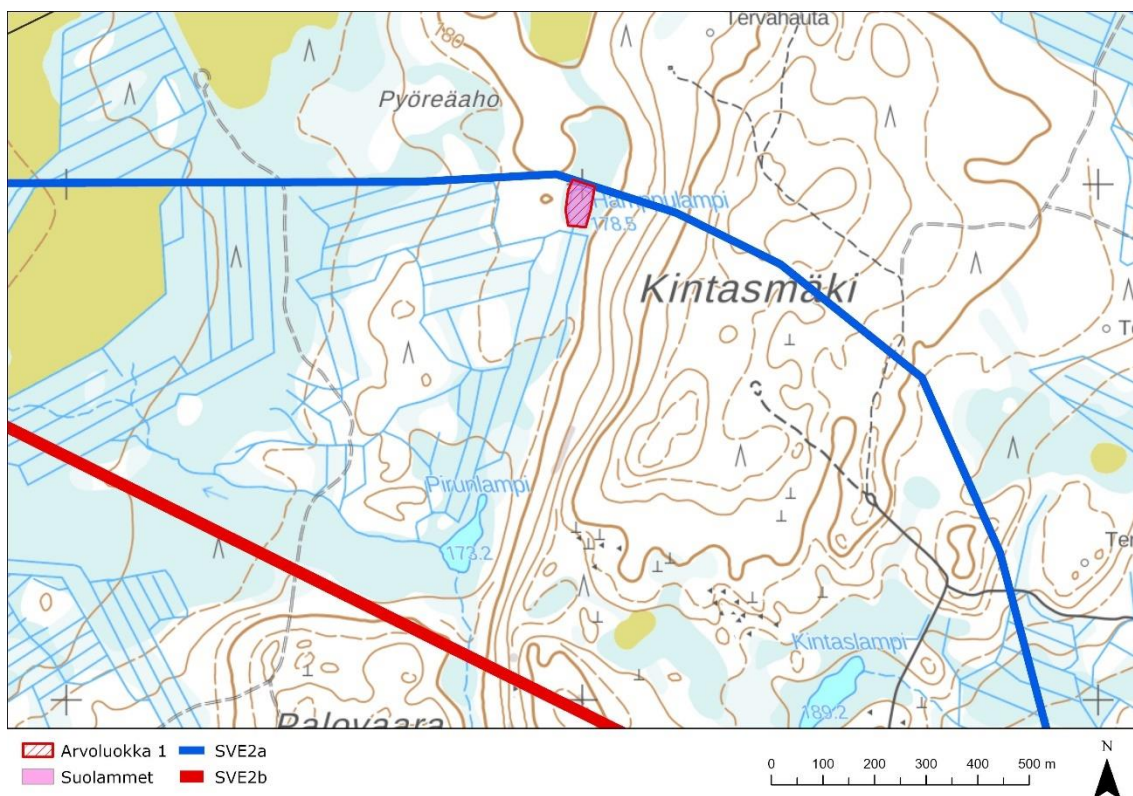 Tervahauta
180
Pyöreäaho
178.5
Kintasmäki
Pirunlampi
173.2
Kintaslampi
189.2
Palovaara
Arvoluokka 1
SVE2a
Suolammet
SVE2b
0 100 200 300 400 500 m
N